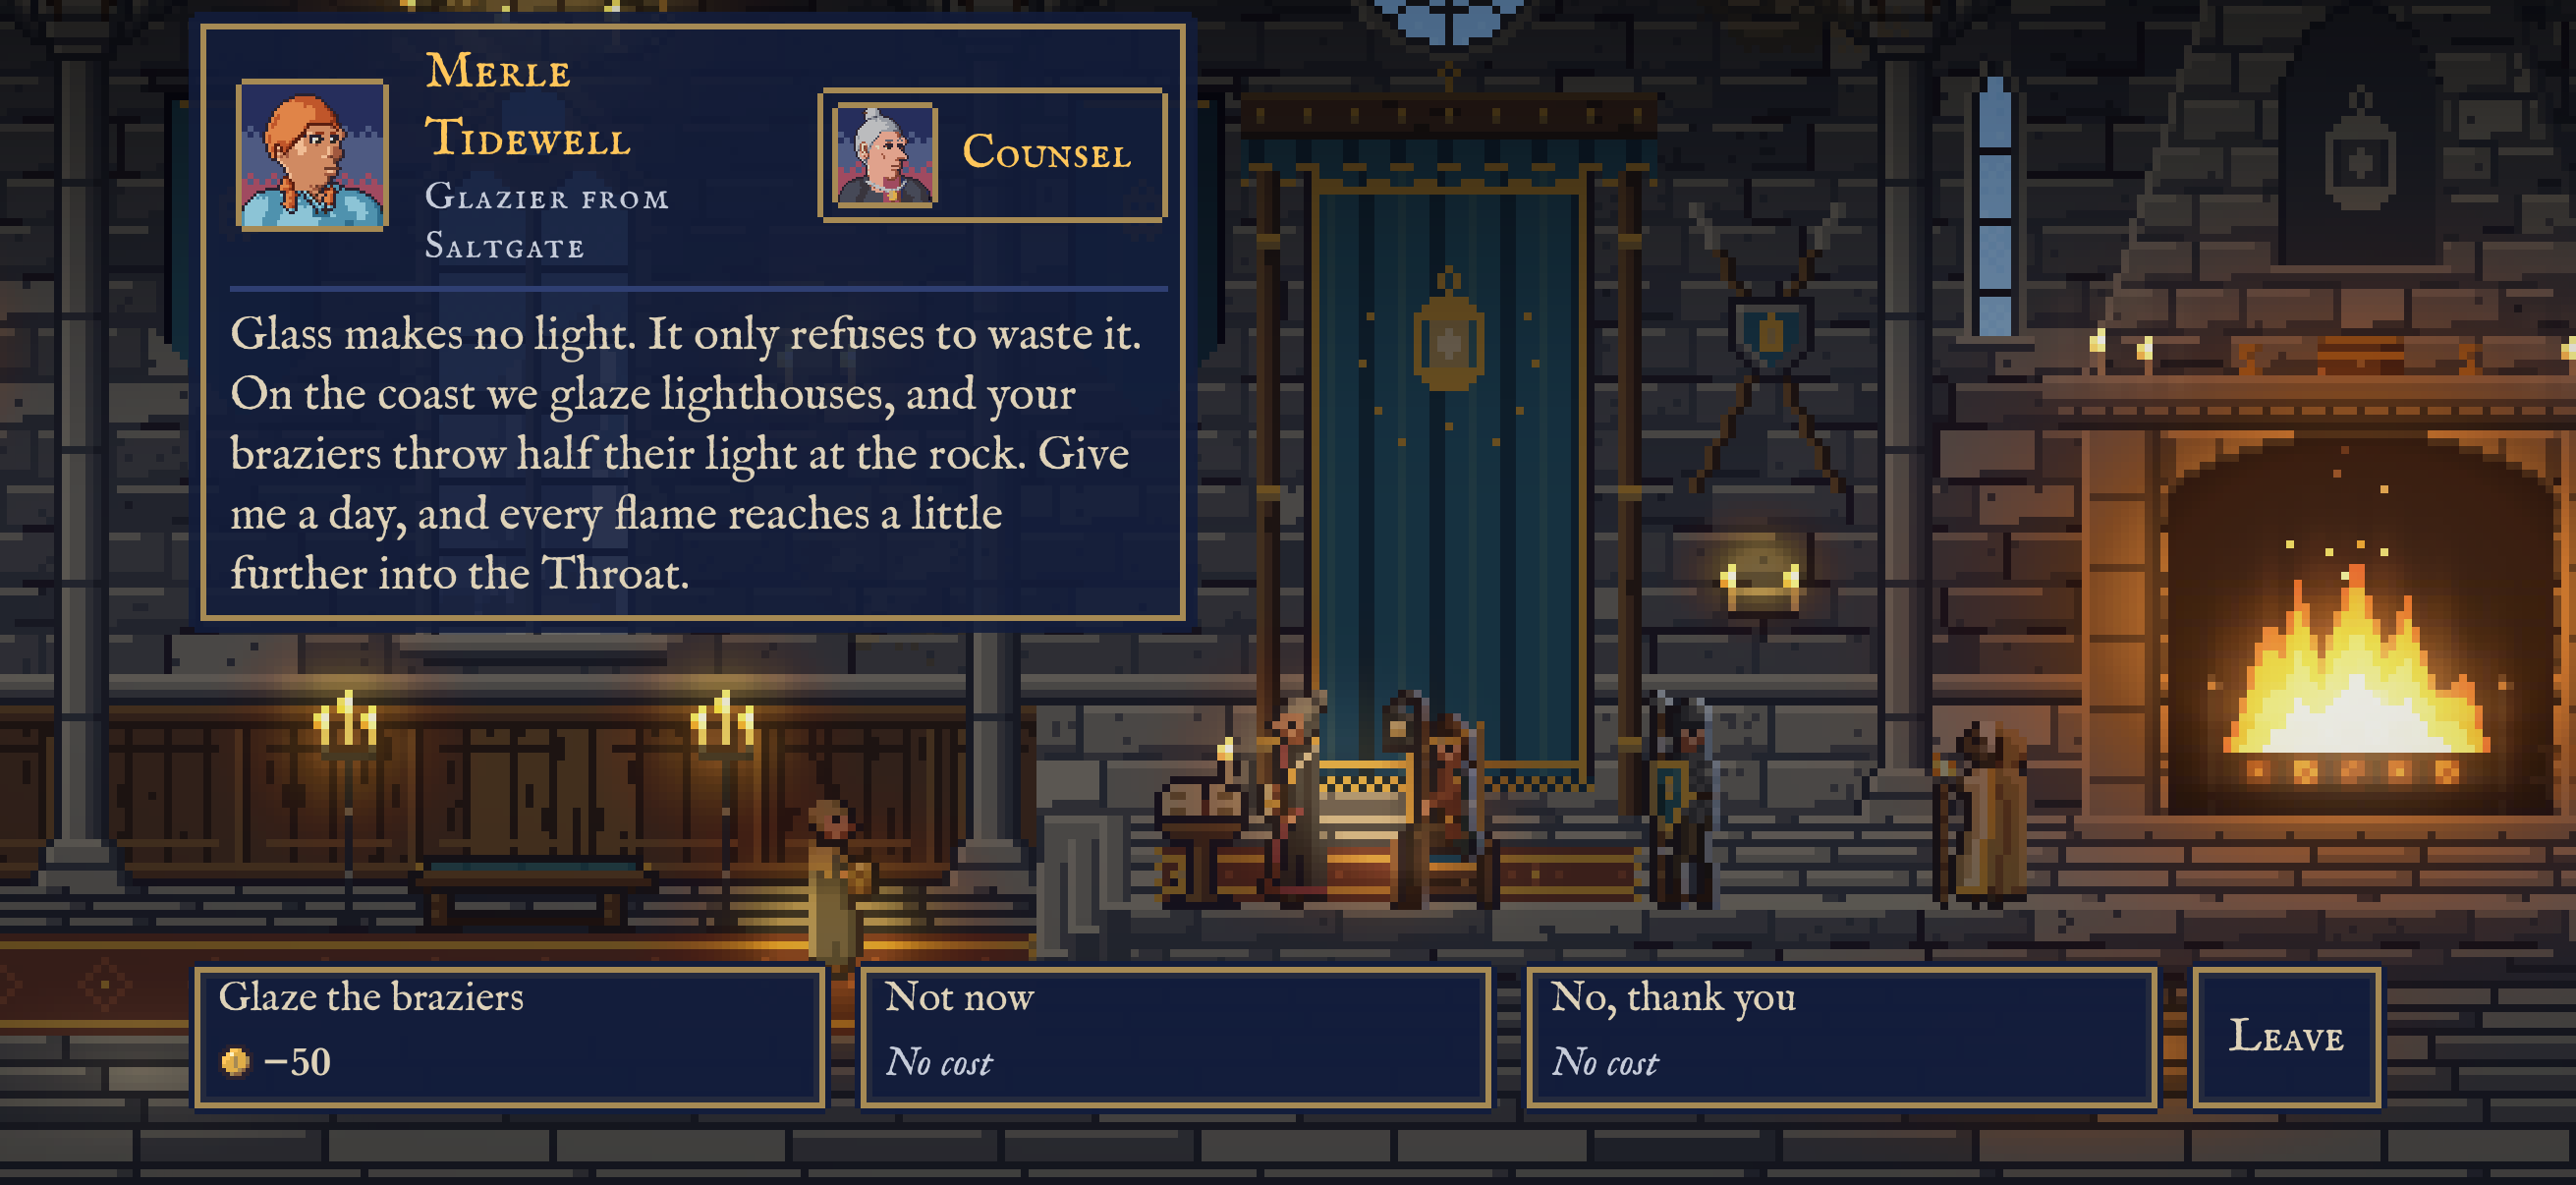 Merle
Tidewell
Glazier from
Saltgate
Counsel
Glass makes no light. It only refuses to waste it.
On the coast we glaze lighthouses, and your
braziers throw half their light at the rock. Give
me a day, and every flame reaches a little
further into the Throat.
Glaze the braziers
−50
Not now
No cost
No, thank you
No cost
Leave